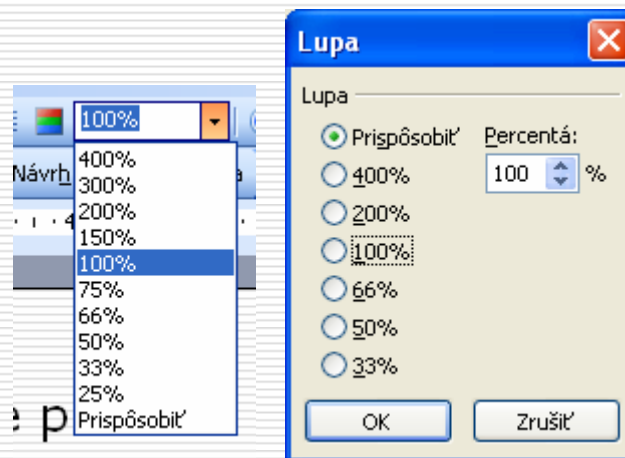 100%
400%
Návrh
300%
200%
150%
100%
75%
66%
50%
33%
25%
Prispôsobiť
e p
Lupa
Lupa
Prispôsobiť Percentá:
400% 100 %
200%
100%
66%
50%
33%
OK Zrušiť